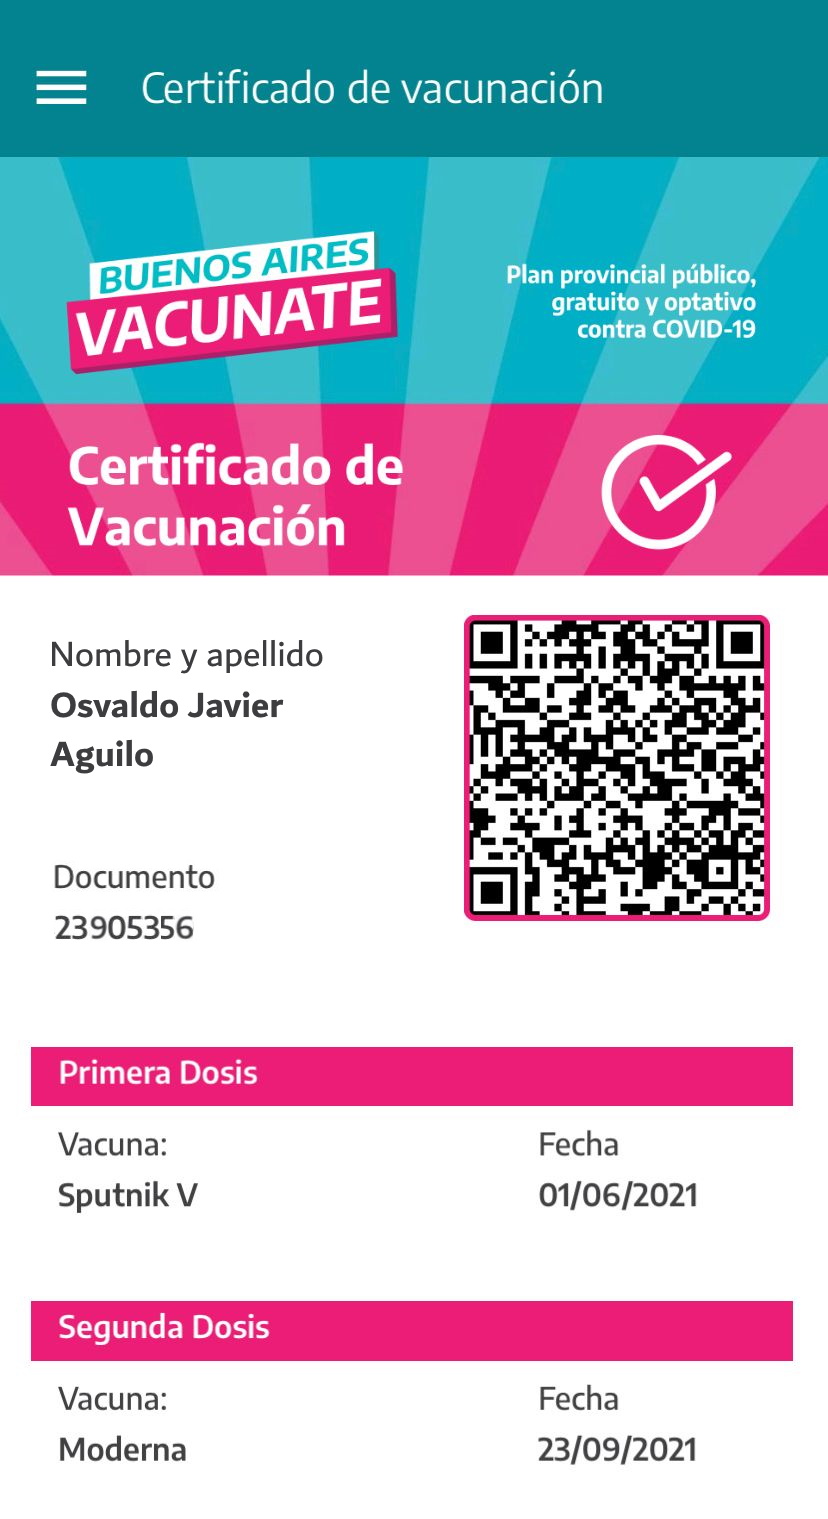 Certificado de vacunación
BUENOS AIRES
VACUNATE
Plan provincial público,
gratuito y optativo
contra COVID-19
Certificado de
Vacunación
Nombre y apellido
Osvaldo Javier
Aguilo
Documento
23905356
Primera Dosis
Vacuna:
Fecha
Sputnik V
01/06/2021
Segunda Dosis
Vacuna:
Fecha
Moderna
23/09/2021